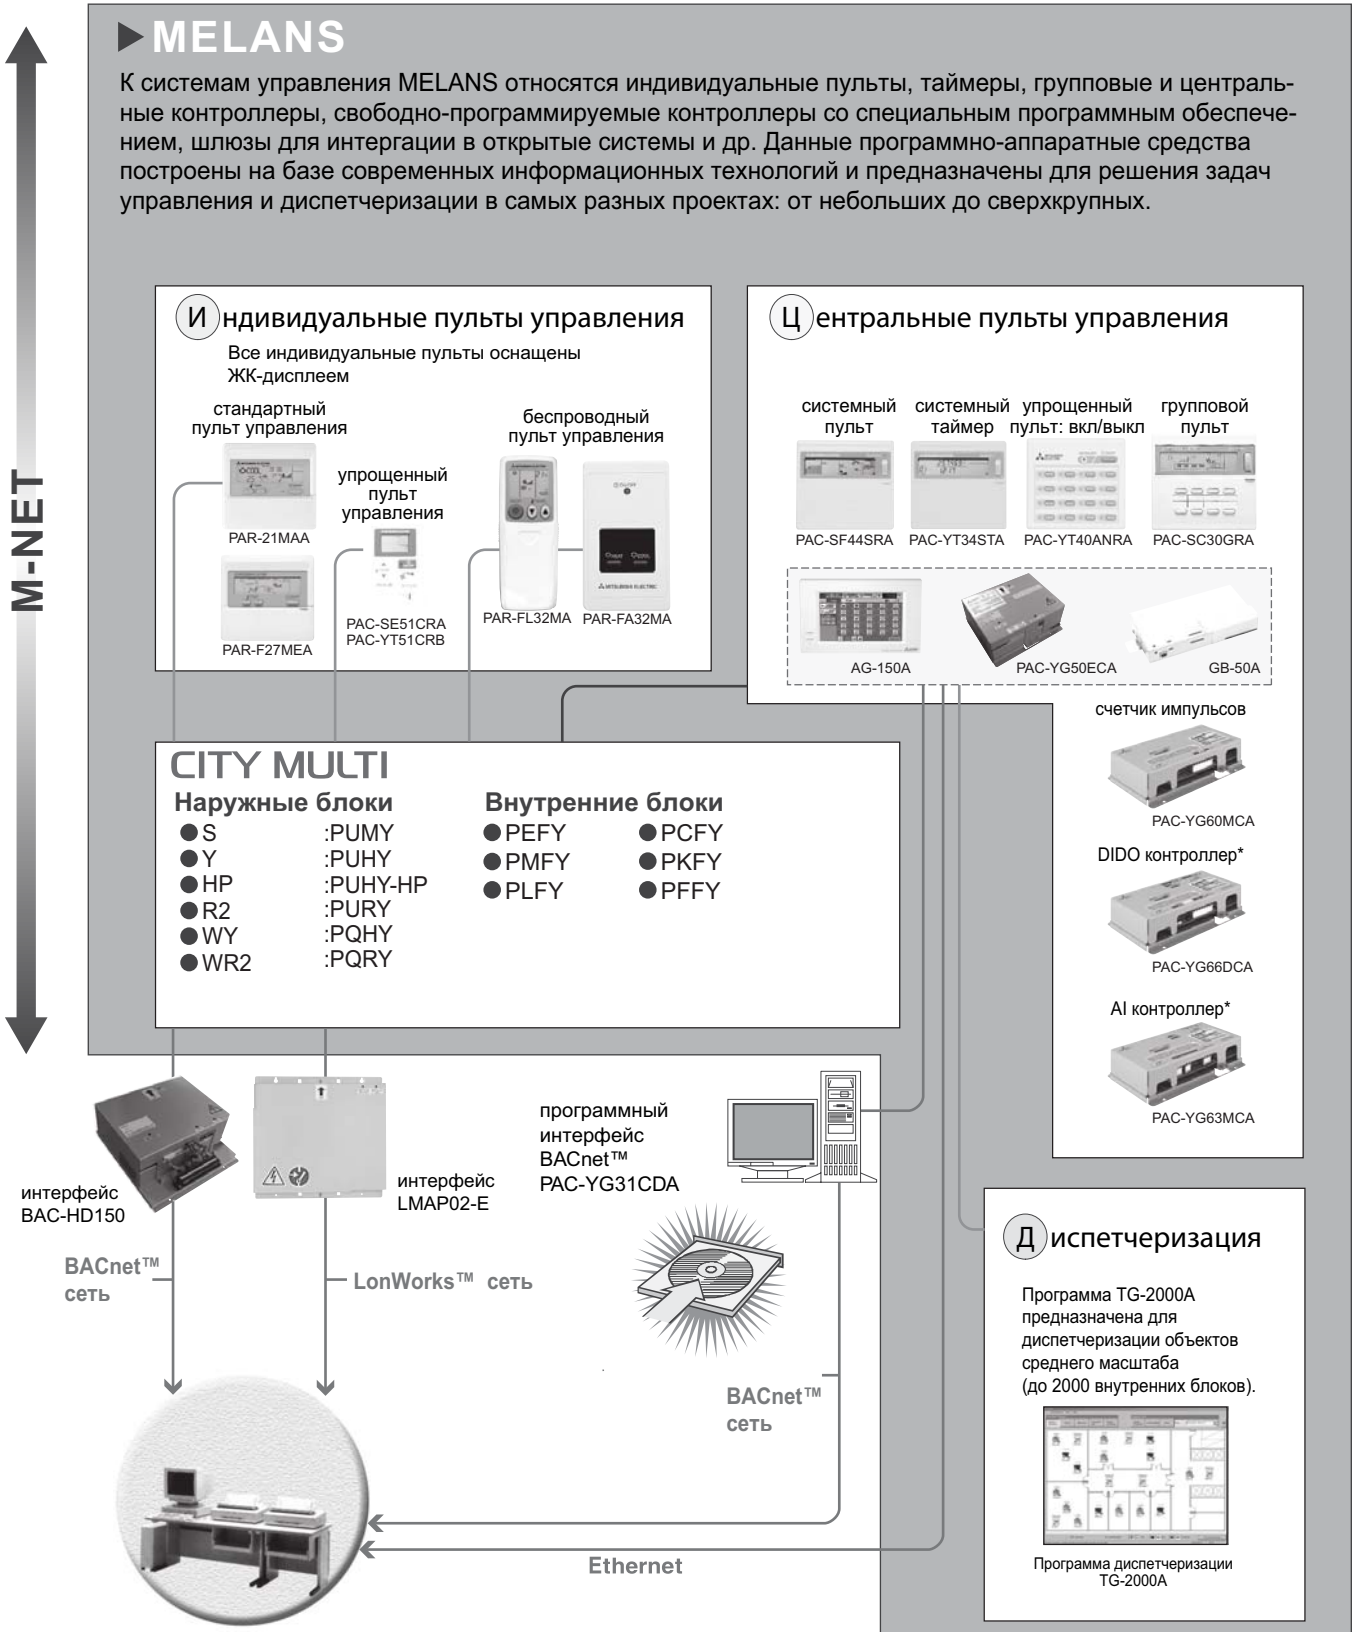 MELANS
К системам управления MELANS относятся индивидуальные пульты, таймеры, групповые и централь-
ные контроллеры, свободно-программируемые контроллеры со специальным программным обеспече-
нием, шлюзы для интергации в открытые системы и др. Данные программно-аппаратные средства
построены на базе современных информационных технологий и предназначены для решения задач
управления и диспетчеризации в самых разных проектах: от небольших до сверхкрупных.
M-NET
Индивидуальные пульты управления
Все индивидуальные пульты оснащены
ЖК-дисплеем
стандартный
пульт управления
PAR-21MAA
PAR-F27MEA
упрощенный
пульт
управления
PAC-SE51CRA
PAC-YT51CRB
беспроводный
пульт управления
PAR-FL32MA
PAR-FA32MA
Центральные пульты управления
системный
пульт
PAC-SF44SRA
системный
таймер
PAC-YT34STA
упрощенный
пульт: вкл/выкл
PAC-YT40ANRA
групповой
пульт
PAC-SC30GRA
AG-150A
PAC-YG50ECA
GB-50A
счетчик импульсов
PAC-YG60MCA
DIDO контроллер*
PAC-YG66DCA
AI контроллер*
PAC-YG63MCA
CITY MULTI
Наружные блоки
S :PUMY
Y :PUHY
HP :PUHY-HP
R2 :PURY
WY :PQHY
WR2 :PQRY
Внутренние блоки
PEFY PCFY
PMFY PKFY
PLFY PFFY
интерфейс
BAC-HD150
интерфейс
LMAP02-E
программный
интерфейс
BACnet™
PAC-YG31CDA
BACnet™
сеть
LonWorks™ сеть
BACnet™
сеть
Ethernet
Диспетчеризация
Программа TG-2000A
предназначена для
диспетчеризации объектов
среднего масштаба
(до 2000 внутренних блоков).
Программа диспетчеризации
TG-2000A